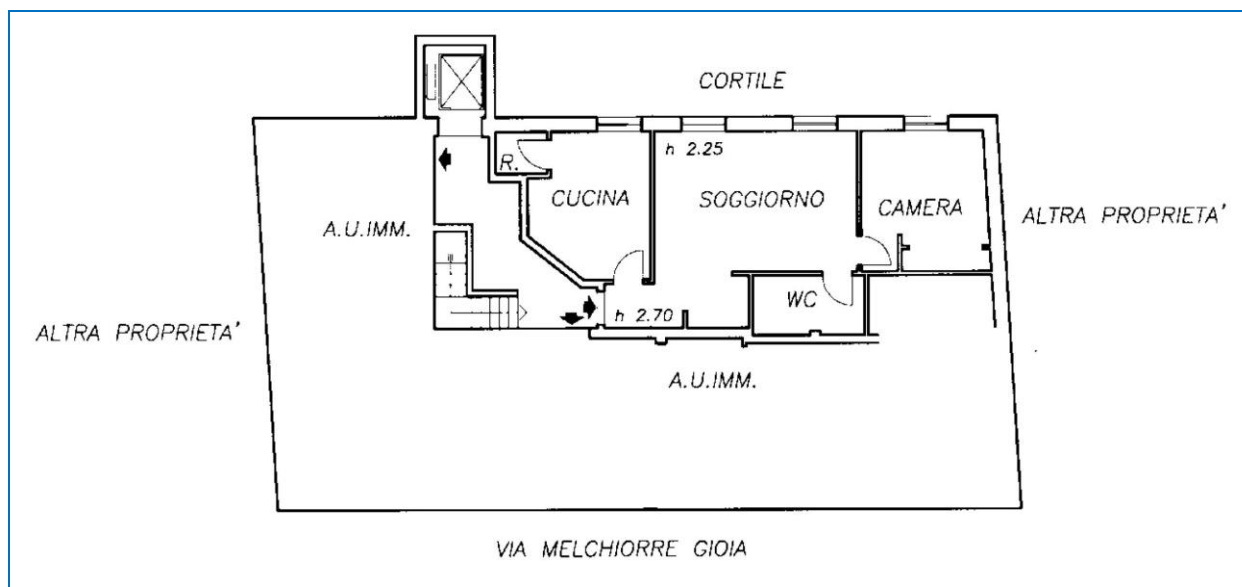 CORTILE
h 2.25
R.
CUCINA
SOGGIORNO
CAMERA
ALTRA PROPRIETA'
A.U.IMM.
WC
h 2.70
ALTRA PROPRIETA'
A.U.IMM.
VIA MELCHIORRE GIOIA